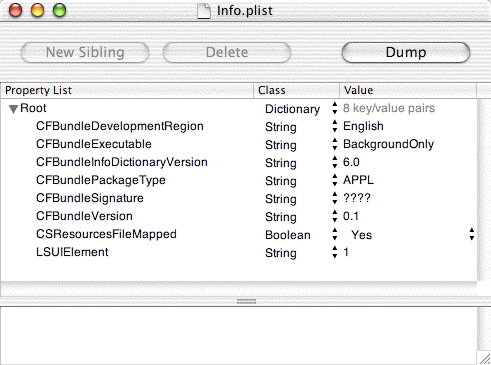 Info.plist
New Sibling Delete Dump
Property List Class Value
Root Dictionary 8 key/value pairs
CFBundleDevelopmentRegion String English
CFBundleExecutable String BackgroundOnly
CFBundleInfoDictionaryVersion String 6.0
CFBundlePackageType String APPL
CFBundleSignature String ????
CFBundleVersion String 0.1
CSResourcesFileMapped Boolean Yes
LSUIElement String 1